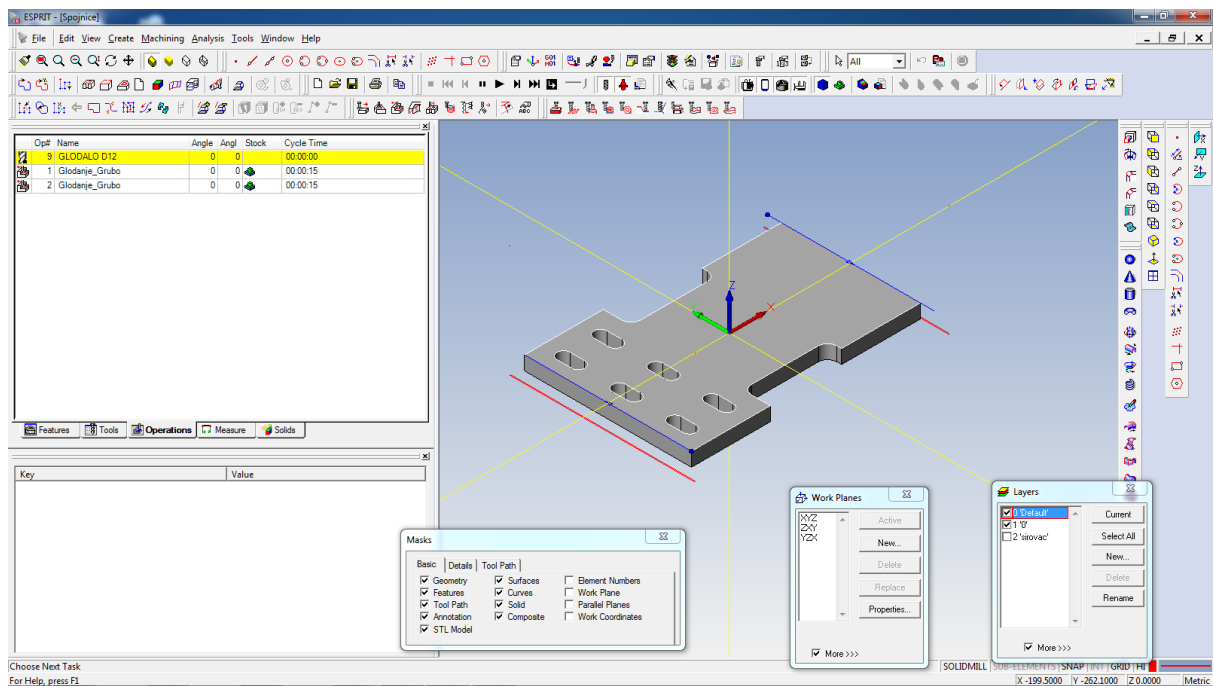 ESPRIT - [Spojnice]
File Edit View Create Machining Analysis Tools Window Help
All
Op# Name Angle Angl Stock Cycle Time
9 GLODALO D12 0 0 00:00:00
1 Glodanje_Grubo 0 0 00:00:15
2 Glodanje_Grubo 0 0 00:00:15
Features Tools Operations Measure Solids
Key Value
Z
X
Masks
Basic Details Tool Path
Geometry Surfaces Element Numbers
Features Curves Work Plane
Tool Path Solid Parallel Planes
Annotation Composite Work Coordinates
STL Model
Work Planes
XYZ
ZXY
YZX
Active
New...
Delete
Replace
Properties...
More >>>
Layers
0 'Default'
1 '0'
2 'sirovac'
Current
Select All
New...
Delete
Rename
More >>>
Choose Next Task
SOLIDMILL SUB-ELEMENTS SNAP INT GRID HI
For Help, press F1
X -199.5000 Y -262.1000 Z 0.0000 Metric